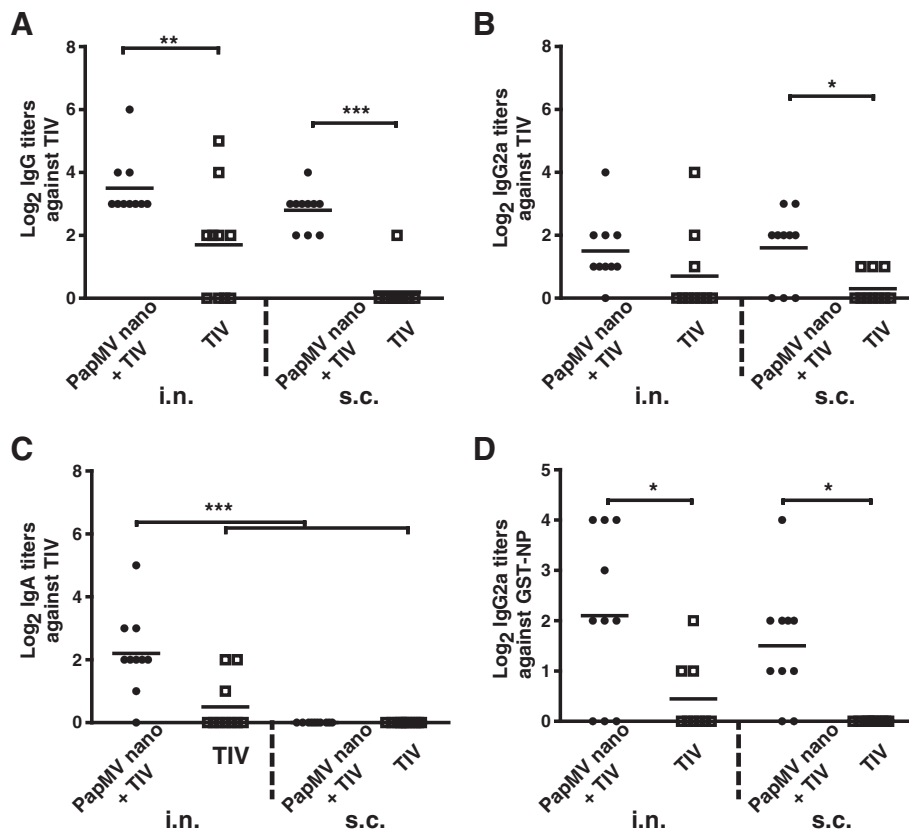 A
Log2 IgG titers
against TIV
8
6
4
2
0
**
***
PapMV nano
+ TIV
TIV
PapMV nano
+ TIV
TIV
i.n.
s.c.
B
Log2 IgG2a titers
against TIV
8
6
4
2
0
*
PapMV nano
+ TIV
TIV
PapMV nano
+ TIV
TIV
i.n.
s.c.
C
Log2 IgA titers
against TIV
8
6
4
2
0
***
PapMV nano
+ TIV
TIV
PapMV nano
+ TIV
TIV
i.n.
s.c.
D
Log2 IgG2a titers
against GST-NP
5
4
3
2
1
0
*
*
PapMV nano
+ TIV
TIV
PapMV nano
+ TIV
TIV
i.n.
s.c.